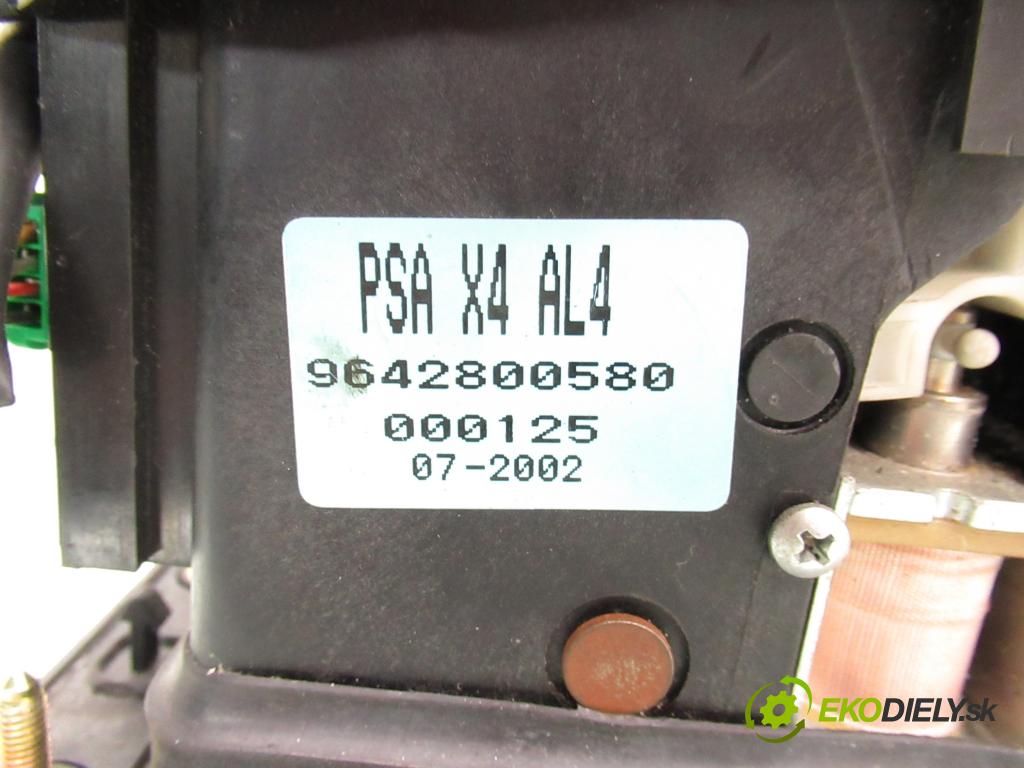 PSA X4 AL4
9642800580
000125
07-2002
EKODIELY.sk